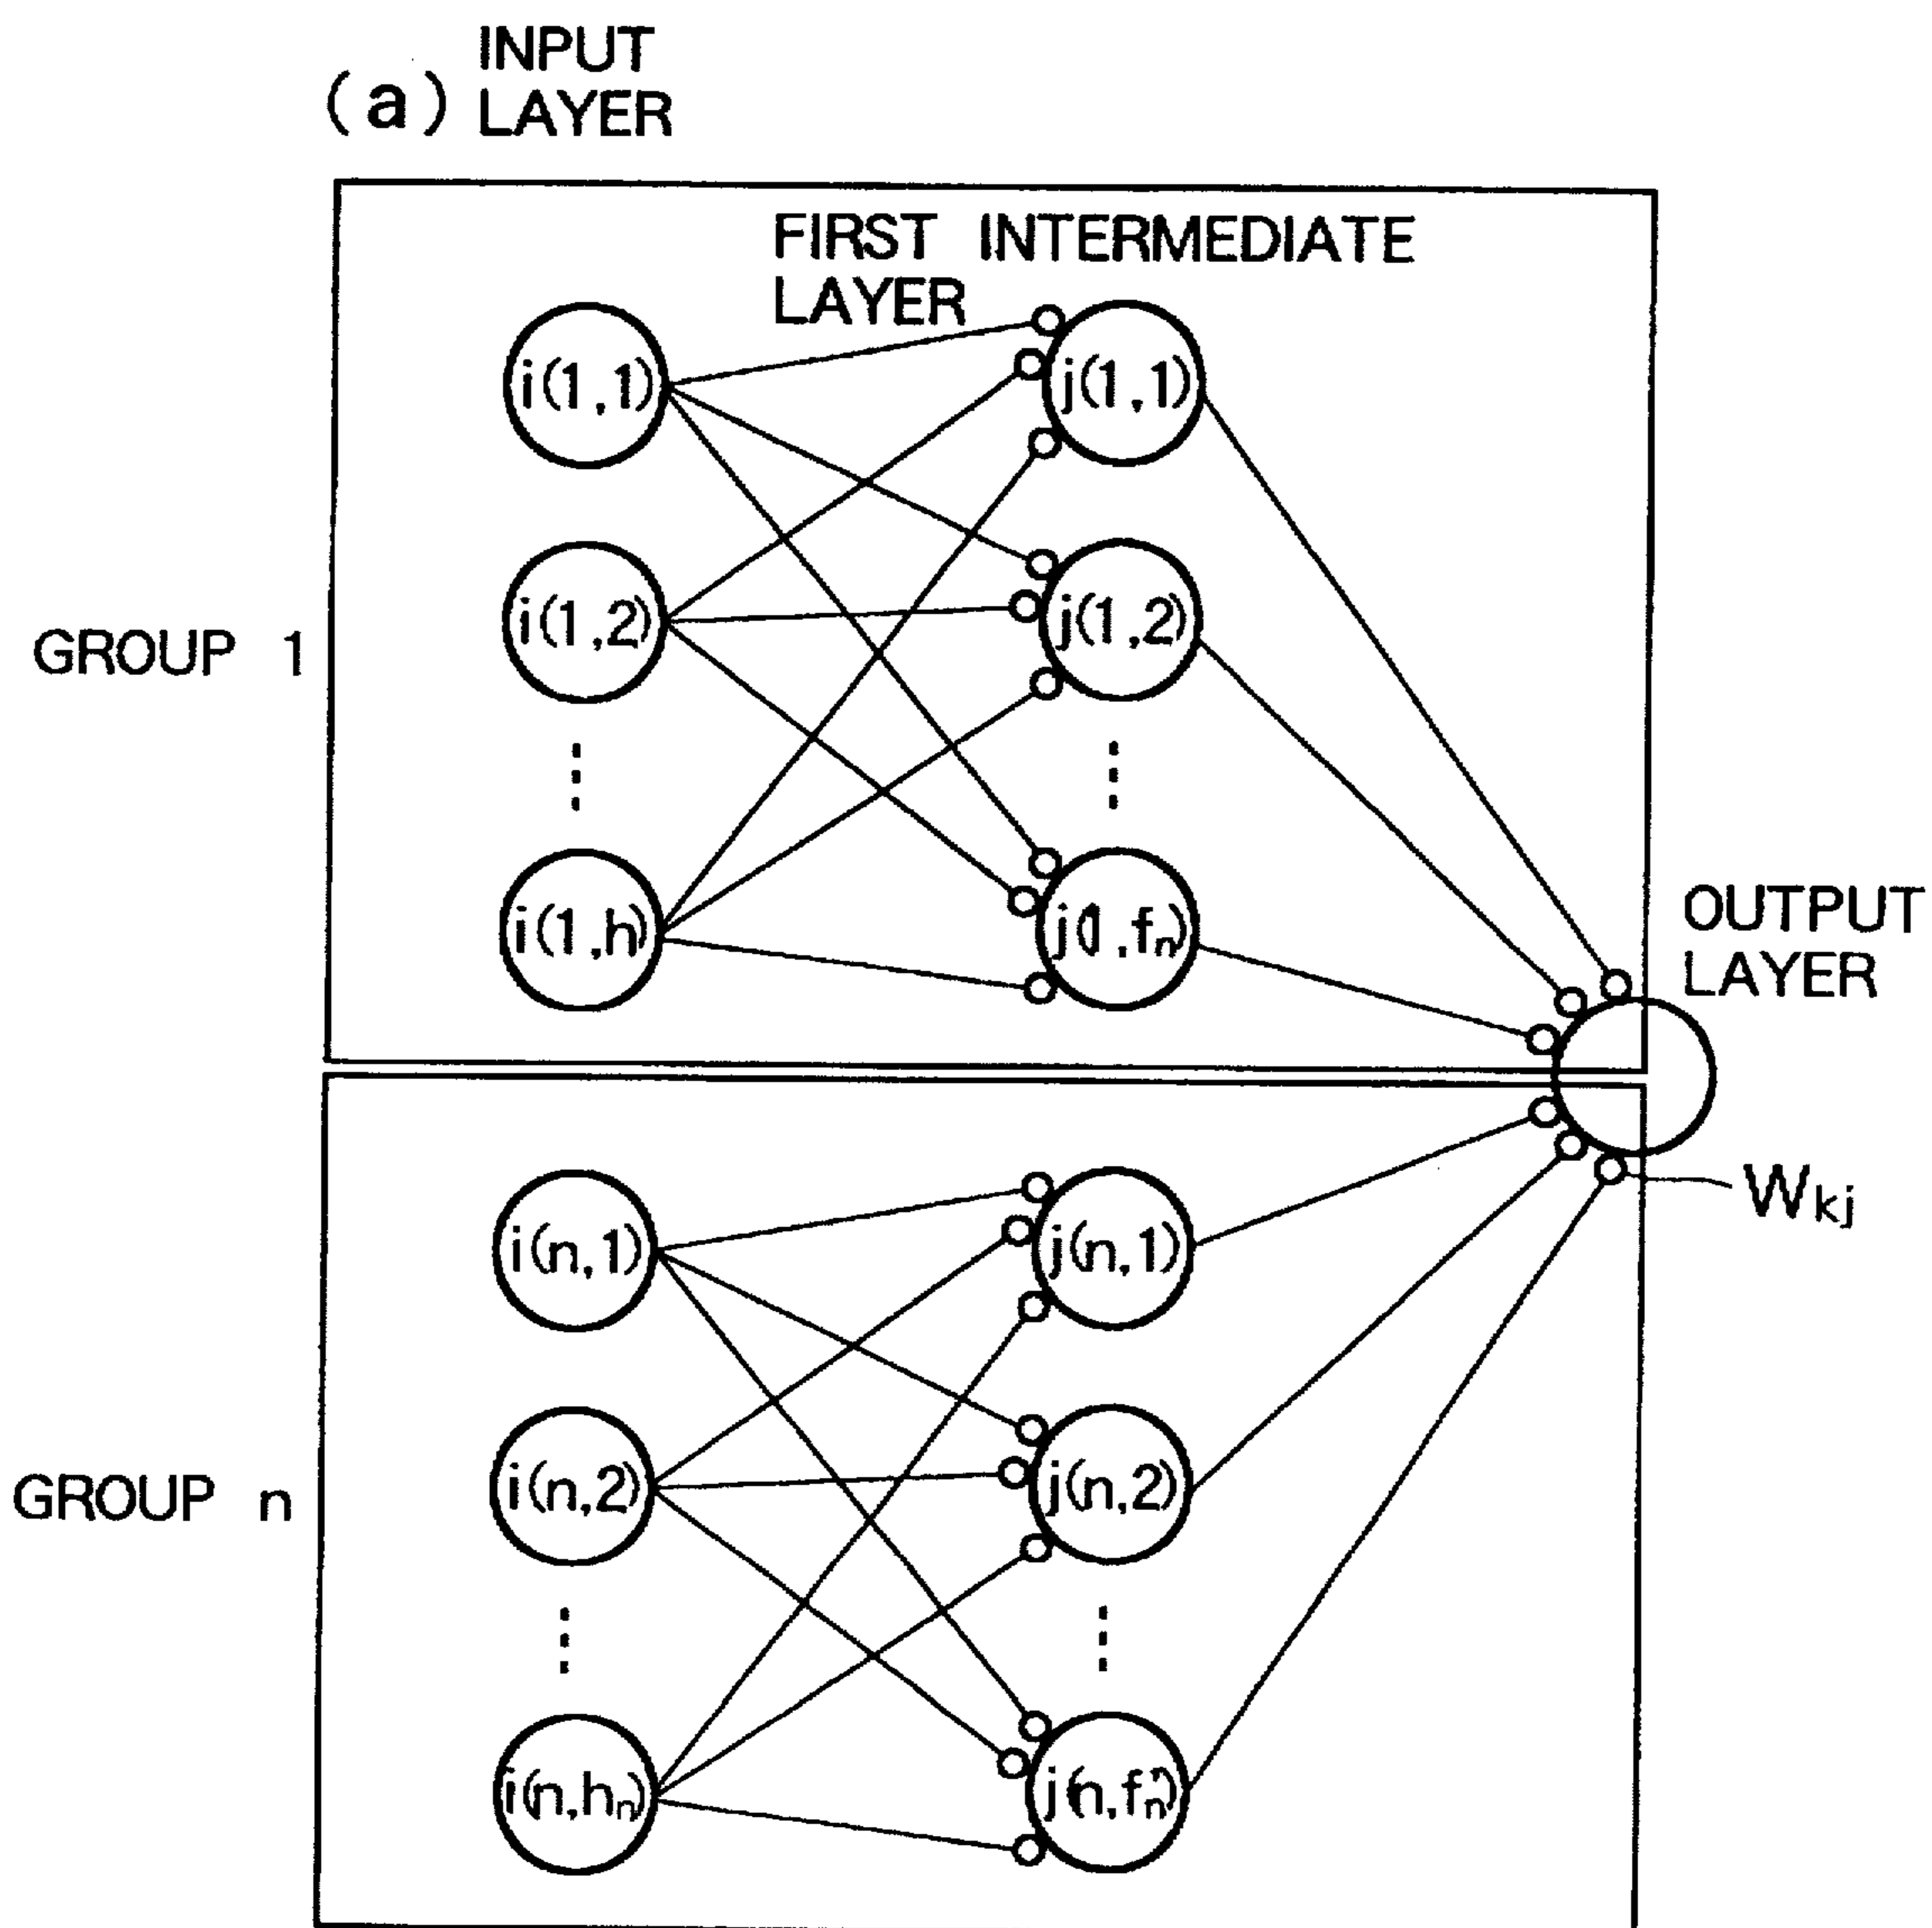 (a) INPUT
LAYER
FIRST INTERMEDIATE
LAYER
i(1,1)
j(1,1)
GROUP 1
i(1,2)
j(1,2)
i(1,h)
j(1,fn)
OUTPUT
LAYER
i(n,1)
j(n,1)
Wkj
GROUP n
i(n,2)
j(n,2)
i(n,hn)
j(n,fn)